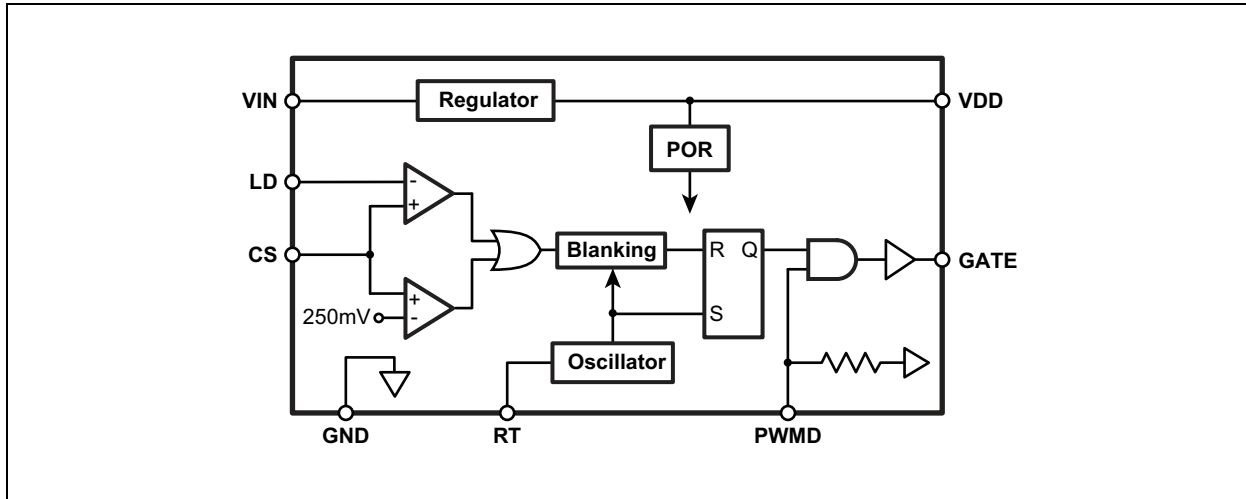 VIN
Regulator
VDD
POR
LD
-
+
CS
Blanking
R Q
GATE
+
250mV
-
S
Oscillator
GND
RT
PWMD